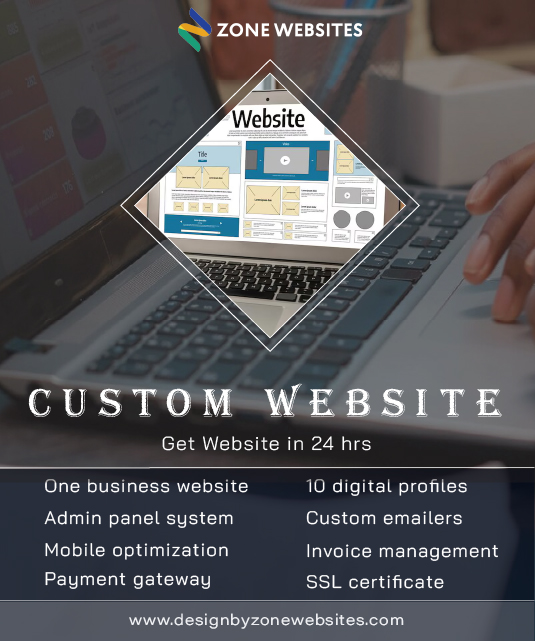 ZONE WEBSITES
Website
Title
CUSTOM WEBSITE
Get Website in 24 hrs
One business website
10 digital profiles
Admin panel system
Custom emailers
Mobile optimization
Invoice management
Payment gateway
SSL certificate
www.designbyzonewebsites.com